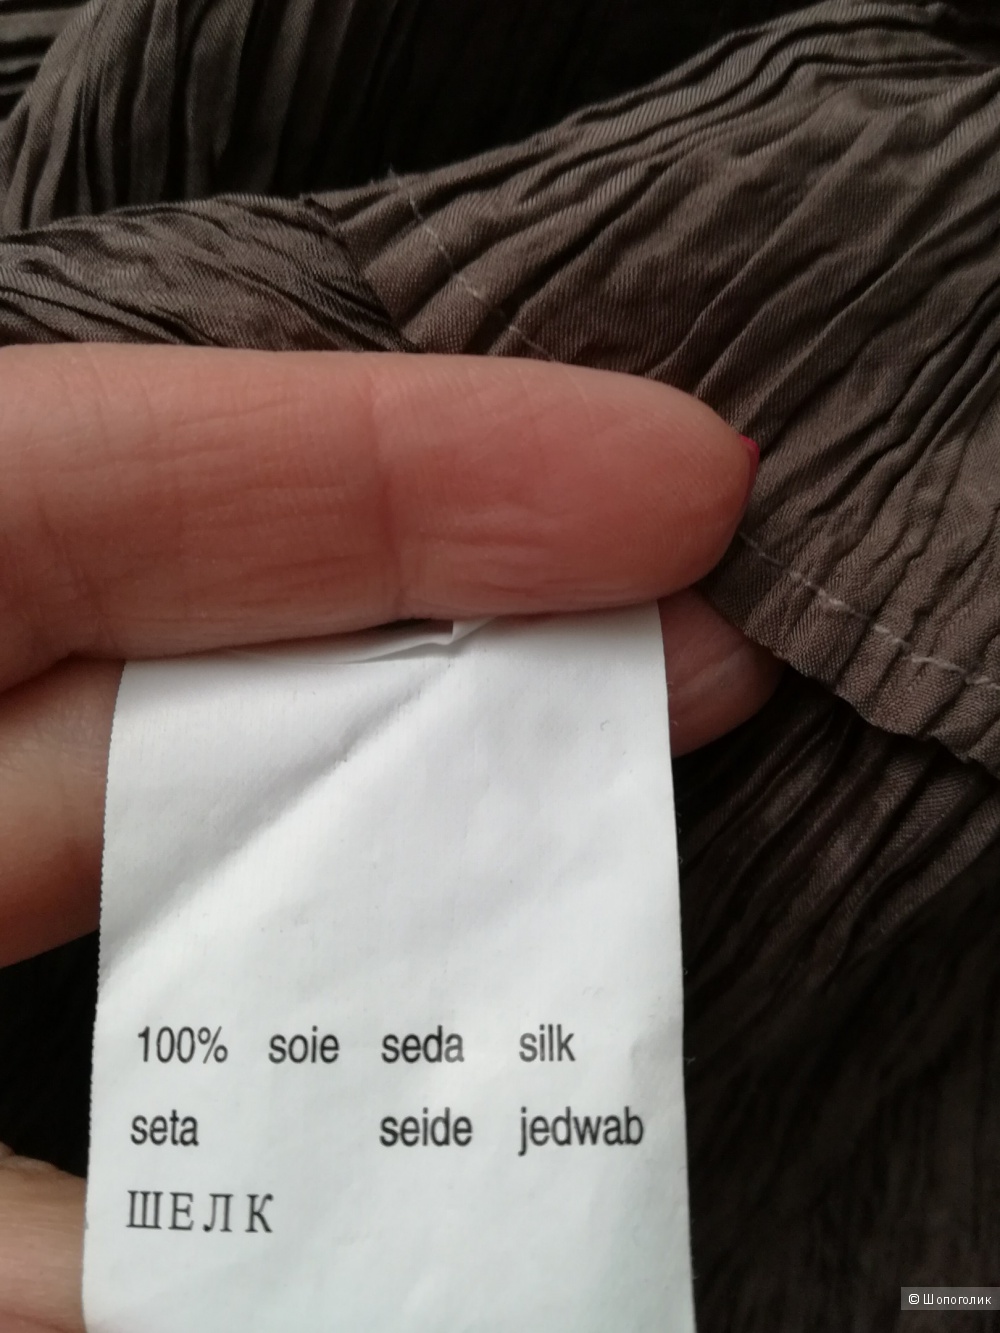 100% soie seda silk
seta seide jedwab
ШЕЛК
© Шопоголик